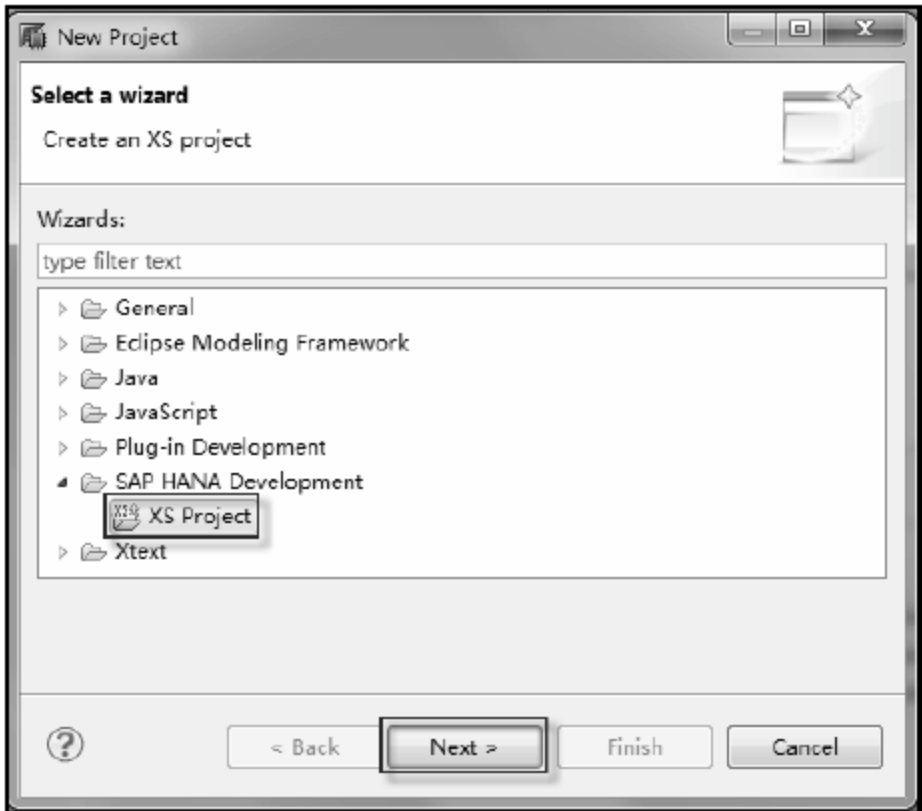 New Project
Select a wizard
Create an XS project
Wizards:
type filter text
General
Eclipse Modeling Framework
Java
JavaScript
Plug-in Development
SAP HANA Development
XS Project
Xtext
?
< Back Next > Finish Cancel